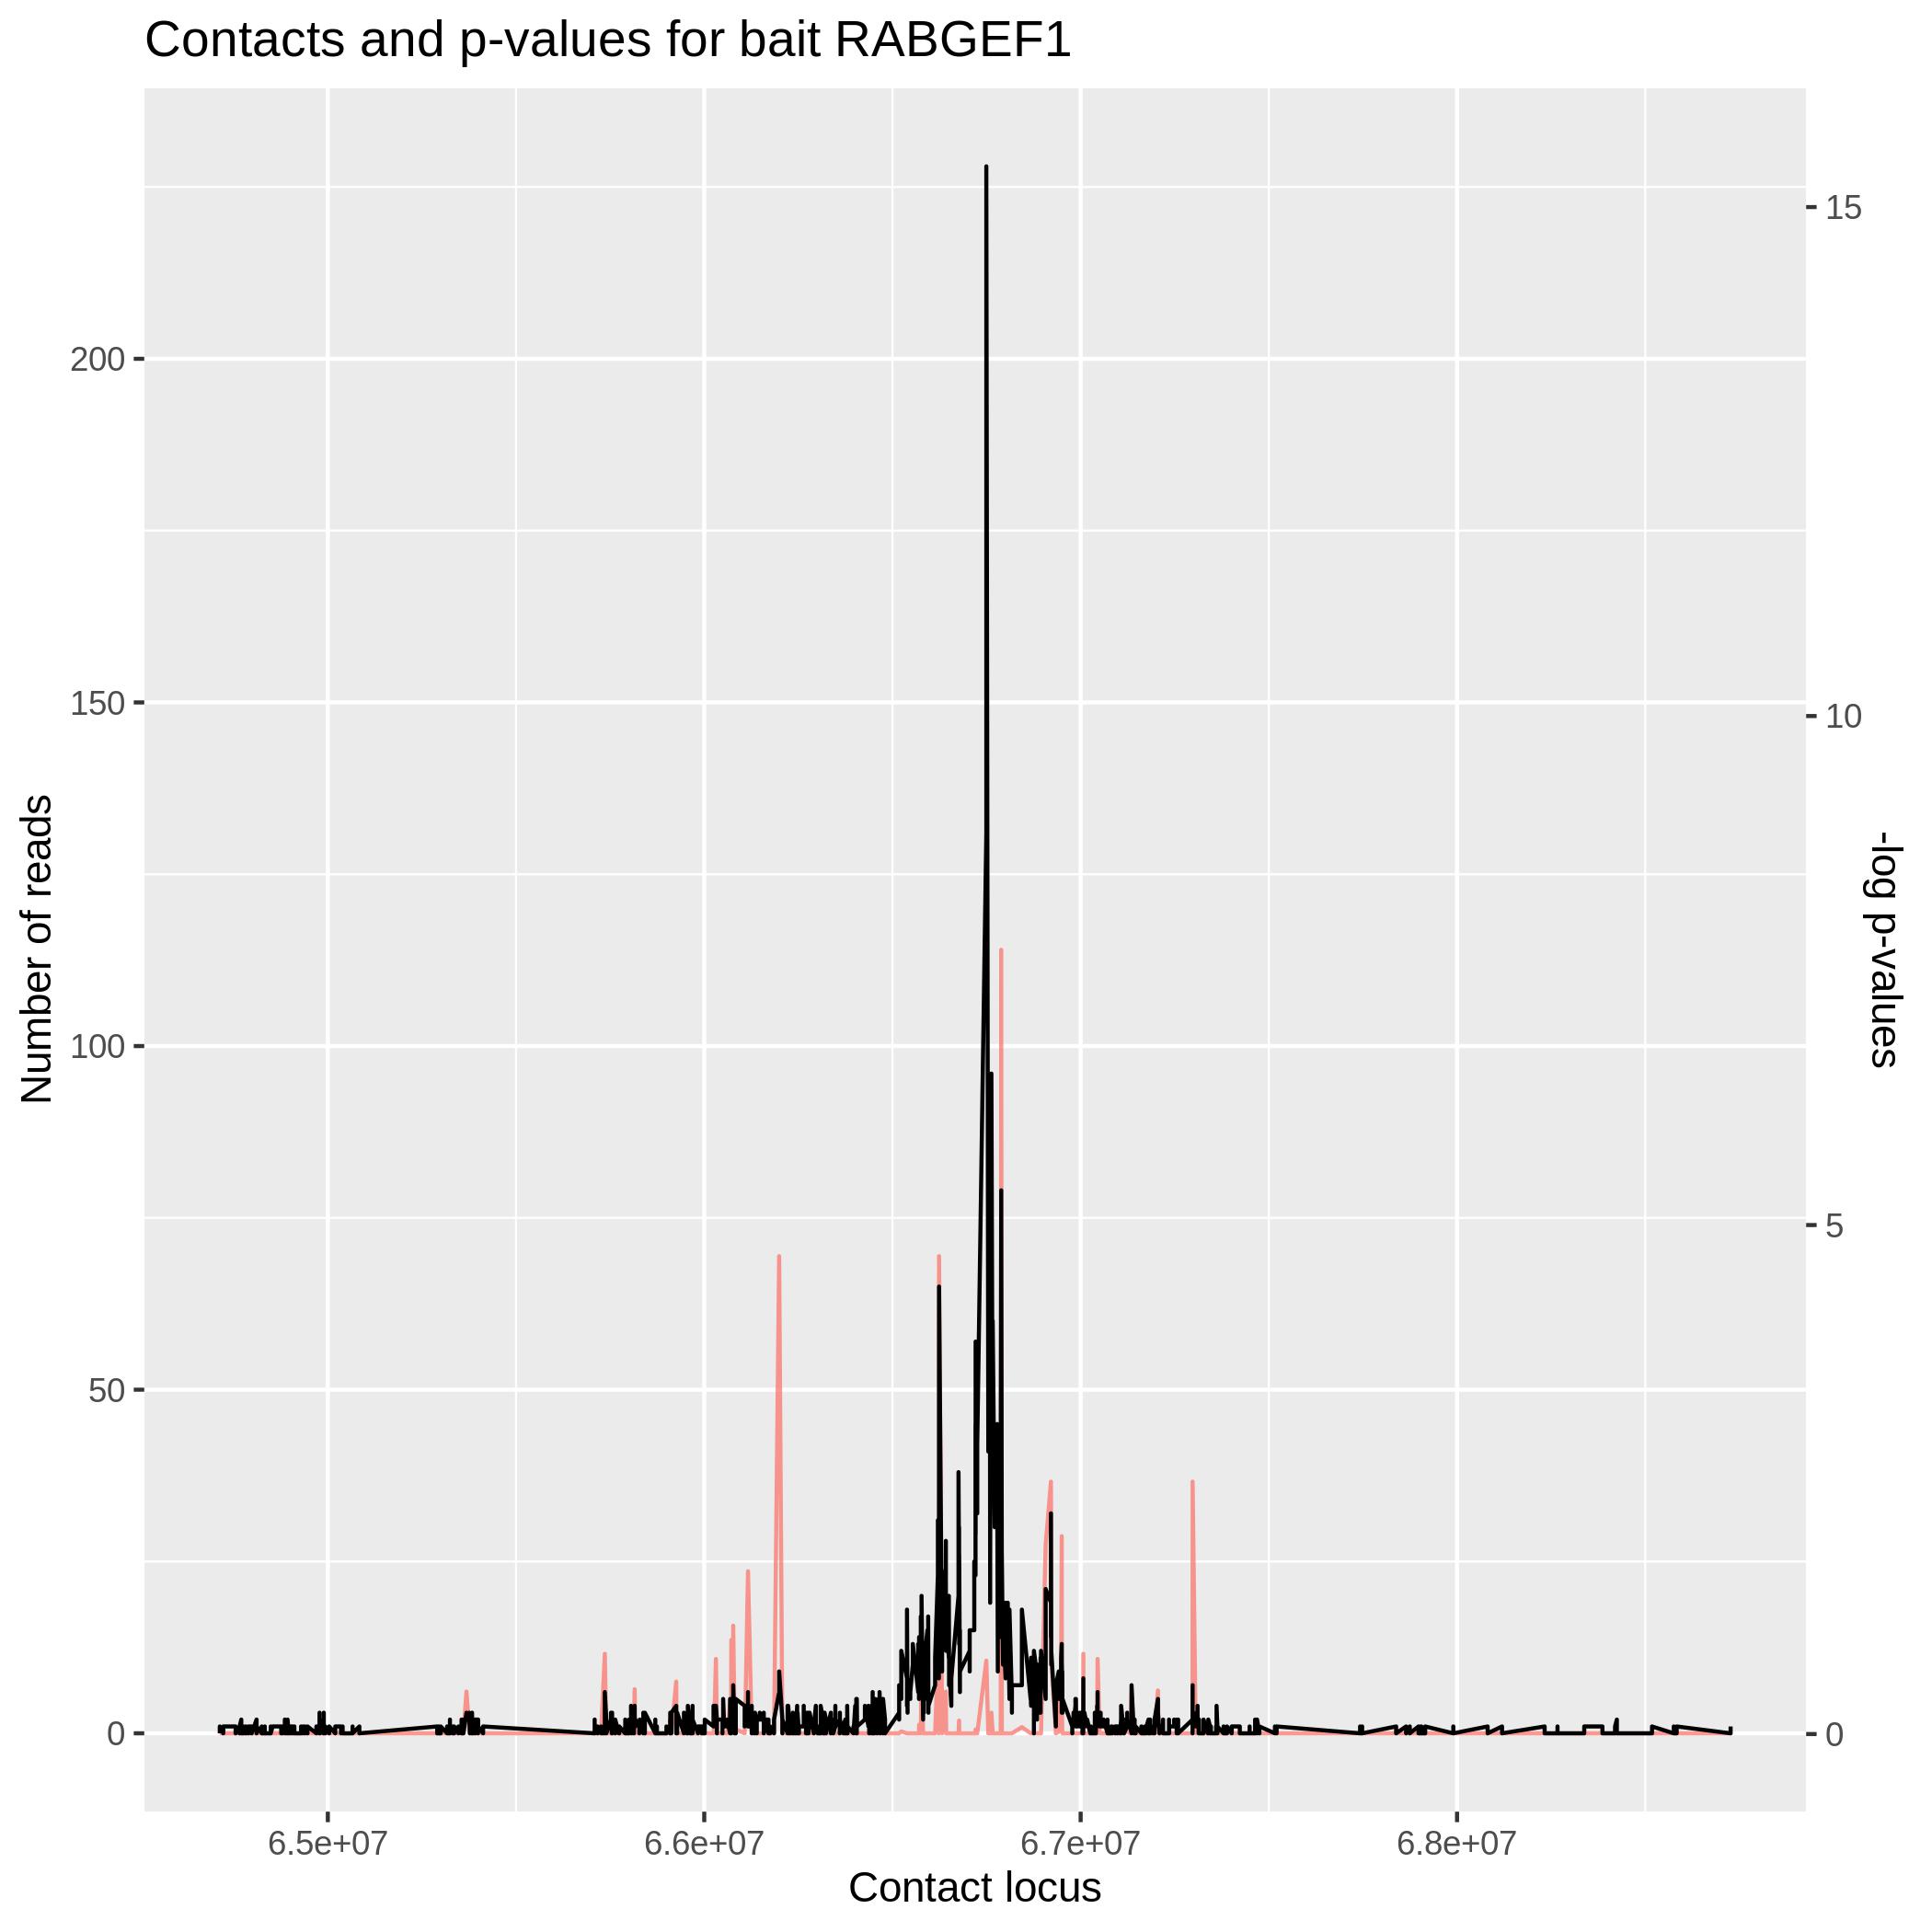 Contacts and p-values for bait RABGEF1
Number of reads
200
150
100
50
0
15
10
5
0
-log p-values
6.5e+07
6.6e+07
6.7e+07
6.8e+07
Contact locus